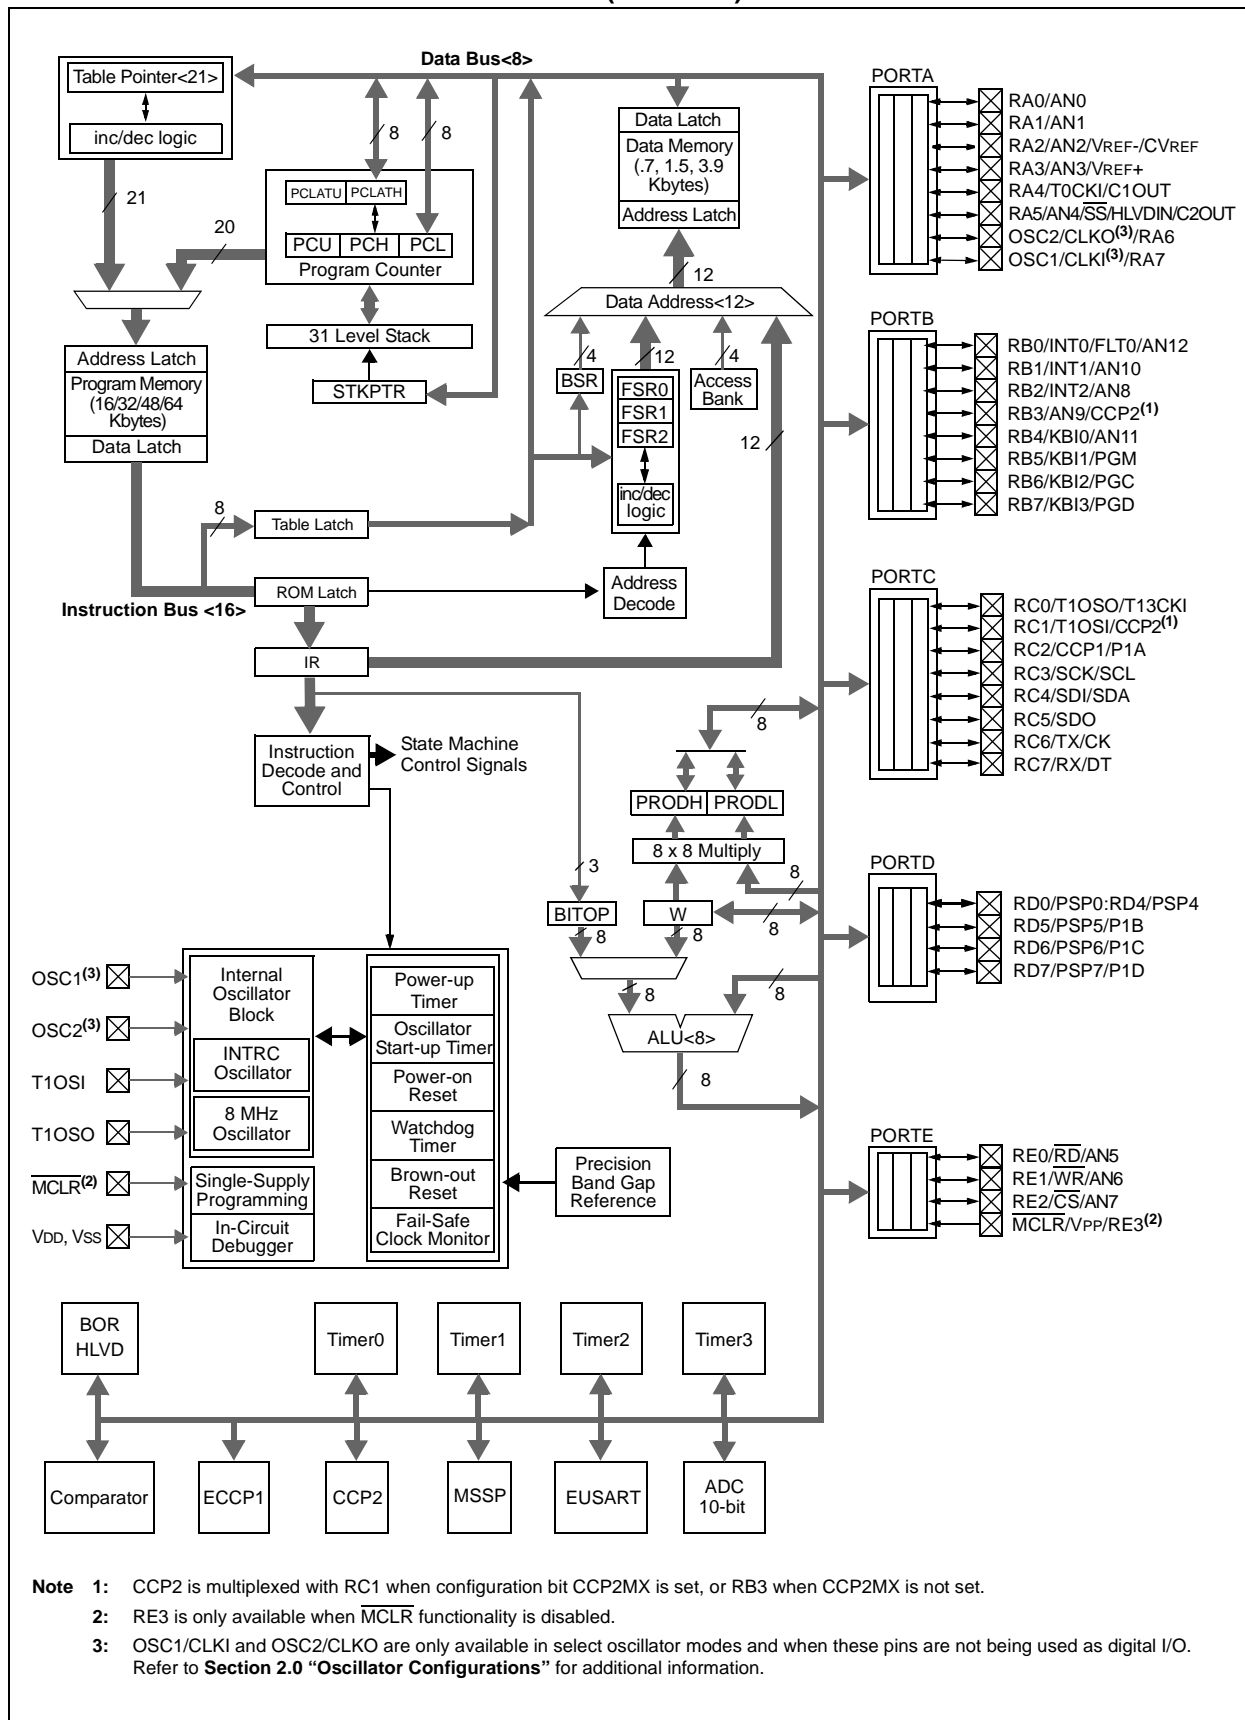 Data Bus<8>
Table Pointer<21>
inc/dec logic
21
20
8
8
PCLATU PCLATH
PCU PCH PCL
Program Counter
31 Level Stack
STKPTR
Address Latch
Program Memory
(16/32/48/64
Kbytes)
Data Latch
8
Table Latch
ROM Latch
Instruction Bus <16>
IR
Data Latch
Data Memory
(.7, 1.5, 3.9
Kbytes)
Address Latch
12
Data Address<12>
4
12
4
BSR
FSR0
FSR1
FSR2
Access
Bank
12
inc/dec
logic
Address
Decode
Instruction
Decode and
Control
State Machine
Control Signals
8
PRODH PRODL
8 x 8 Multiply
3
8
BITOP
W
8
8
8
8
8
ALU<8>
8
OSC1(3)
OSC2(3)
T1OSI
T1OSO
MCLR(2)
VDD, VSS
Internal
Oscillator
Block
INTRC
Oscillator
8 MHz
Oscillator
Single-Supply
Programming
In-Circuit
Debugger
Power-up
Timer
Oscillator
Start-up Timer
Power-on
Reset
Watchdog
Timer
Brown-out
Reset
Fail-Safe
Clock Monitor
Precision
Band Gap
Reference
PORTA
RA0/AN0
RA1/AN1
RA2/AN2/VREF-/CVREF
RA3/AN3/VREF+
RA4/T0CKI/C1OUT
RA5/AN4/SS/HLVDIN/C2OUT
OSC2/CLKO(3)/RA6
OSC1/CLKI(3)/RA7
PORTB
RB0/INT0/FLT0/AN12
RB1/INT1/AN10
RB2/INT2/AN8
RB3/AN9/CCP2(1)
RB4/KBI0/AN11
RB5/KBI1/PGM
RB6/KBI2/PGC
RB7/KBI3/PGD
PORTC
RC0/T1OSO/T13CKI
RC1/T1OSI/CCP2(1)
RC2/CCP1/P1A
RC3/SCK/SCL
RC4/SDI/SDA
RC5/SDO
RC6/TX/CK
RC7/RX/DT
PORTD
RD0/PSP0:RD4/PSP4
RD5/PSP5/P1B
RD6/PSP6/P1C
RD7/PSP7/P1D
PORTE
RE0/RD/AN5
RE1/WR/AN6
RE2/CS/AN7
MCLR/VPP/RE3(2)
BOR
HLVD
Timer0
Timer1
Timer2
Timer3
Comparator
ECCP1
CCP2
MSSP
EUSART
ADC
10-bit
Note 1: CCP2 is multiplexed with RC1 when configuration bit CCP2MX is set, or RB3 when CCP2MX is not set.
2: RE3 is only available when MCLR functionality is disabled.
3: OSC1/CLKI and OSC2/CLKO are only available in select oscillator modes and when these pins are not being used as digital I/O.
Refer to Section 2.0 “Oscillator Configurations” for additional information.